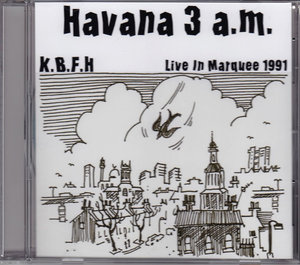 Havana 3 a.m.
K.B.F.H
Live In Marquee 1991